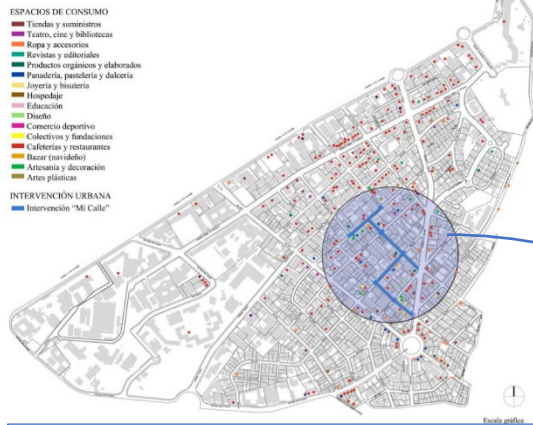 ESPACIOS DE CONSUMO
Tiendas y suministros
Teatro, cine y bibliotecas
Ropa y accesorios
Revistas y editoriales
Productos orgánicos y elaborados
Panadería, pastelería y dulcería
Joyería y bisutería
Hospedaje
Educación
Diseño
Comercio deportivo
Colectivos y fundaciones
Cafeterías y restaurantes
Bazar (navideño)
Artesanía y decoración
Artes plásticas
INTERVENCIÓN URBANA
Intervención "Mi Calle"
Escala gráfica